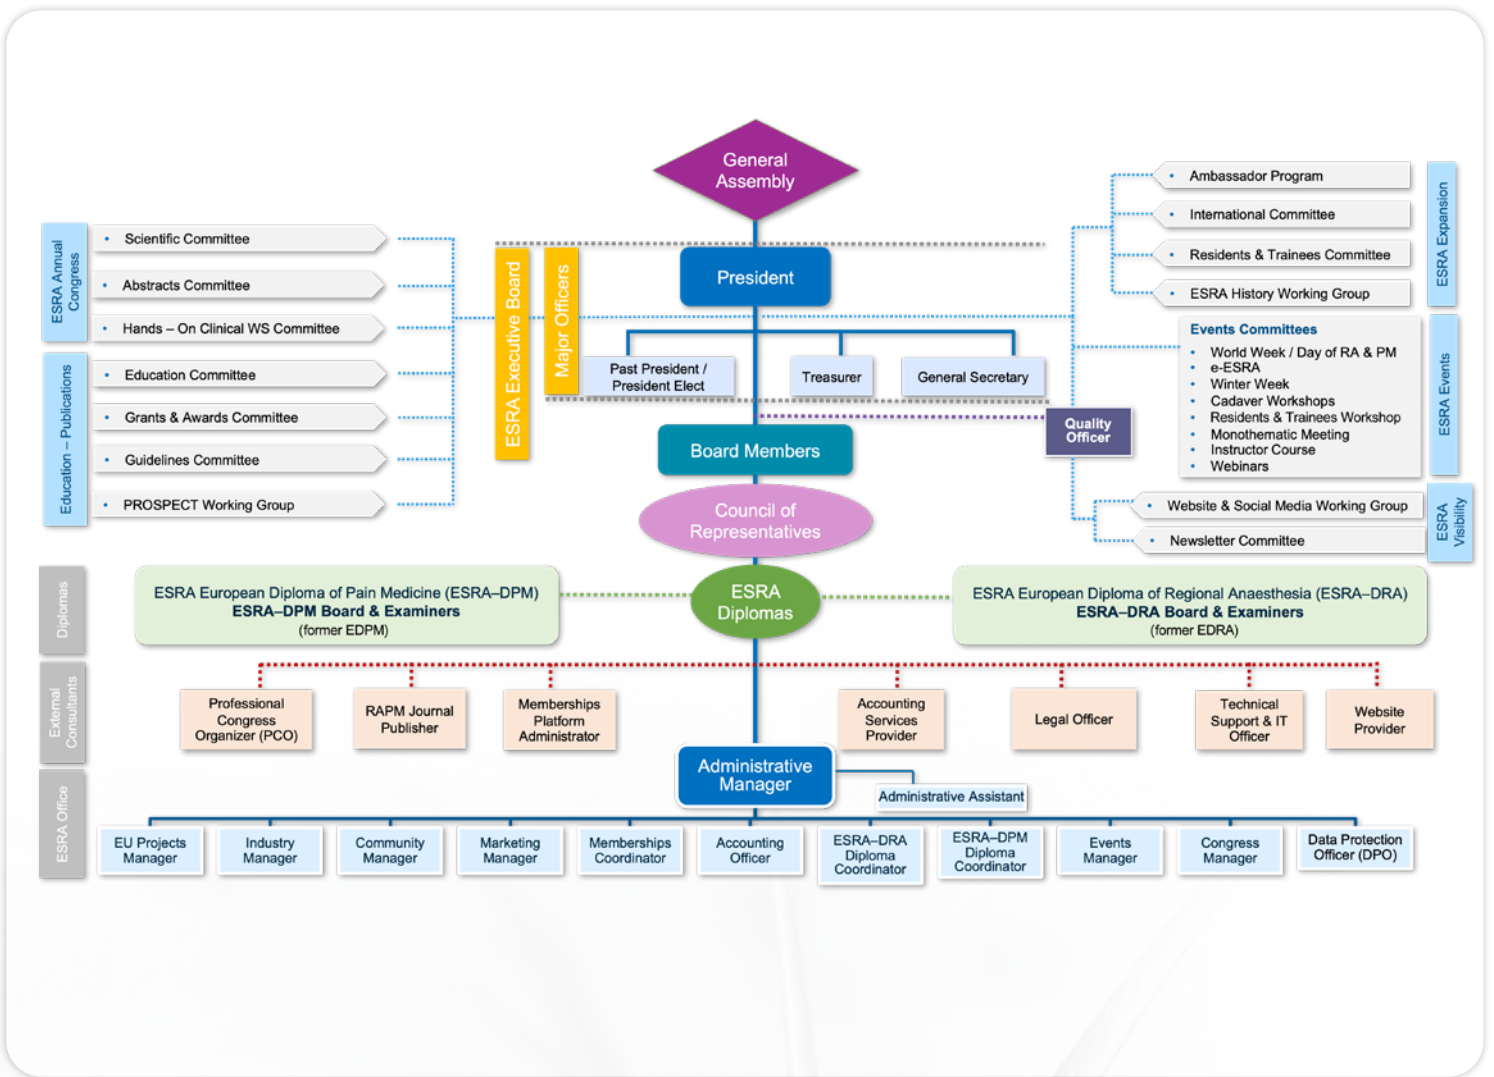 General
Assembly
President
Past President /
President Elect
Treasurer
General Secretary
ESRA Executive Board
Major Officers
Quality
Officer
Board Members
Council of
Representatives
ESRA Annual
Congress
• Scientific Committee
• Abstracts Committee
• Hands – On Clinical WS Committee
Education – Publications
• Education Committee
• Grants & Awards Committee
• Guidelines Committee
• PROSPECT Working Group
ESRA Expansion
• Ambassador Program
• International Committee
• Residents & Trainees Committee
• ESRA History Working Group
ESRA Events
Events Committees
• World Week / Day of RA & PM
• e-ESRA
• Winter Week
• Cadaver Workshops
• Residents & Trainees Workshop
• Monothematic Meeting
• Instructor Course
• Webinars
ESRA
Visibility
• Website & Social Media Working Group
• Newsletter Committee
Diplomas
ESRA European Diploma of Pain Medicine (ESRA–DPM)
ESRA–DPM Board & Examiners
(former EDPM)
ESRA
Diplomas
ESRA European Diploma of Regional Anaesthesia (ESRA–DRA)
ESRA–DRA Board & Examiners
(former EDRA)
External
Consultants
Professional
Congress
Organizer (PCO)
RAPM Journal
Publisher
Memberships
Platform
Administrator
Accounting
Services
Provider
Legal Officer
Technical
Support & IT
Officer
Website
Provider
ESRA Office
Administrative
Manager
Administrative Assistant
EU Projects
Manager
Industry
Manager
Community
Manager
Marketing
Manager
Memberships
Coordinator
Accounting
Officer
ESRA–DRA
Diploma
Coordinator
ESRA–DPM
Diploma
Coordinator
Events
Manager
Congress
Manager
Data Protection
Officer (DPO)